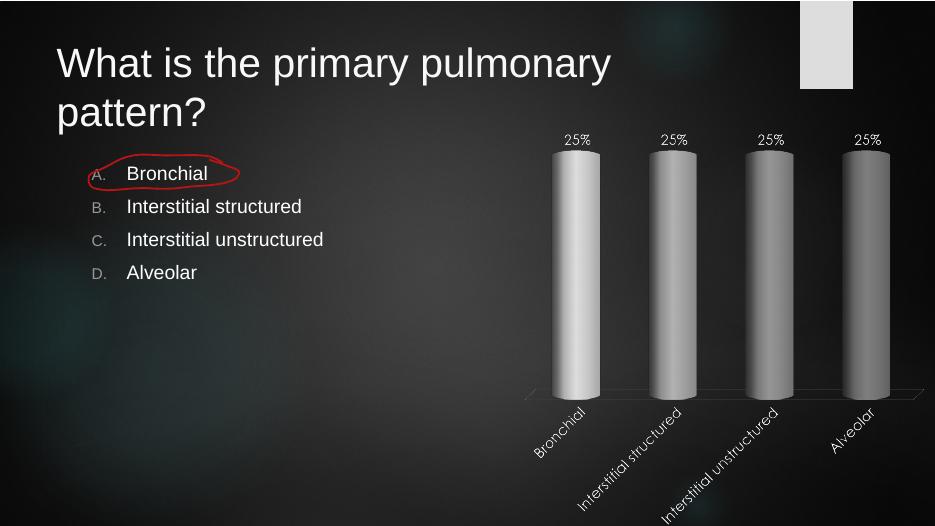 What is the primary pulmonary
pattern?
A. Bronchial
B. Interstitial structured
C. Interstitial unstructured
D. Alveolar
25% 25% 25% 25%
Bronchial
Interstitial structured
Interstitial unstructured
Alveolar